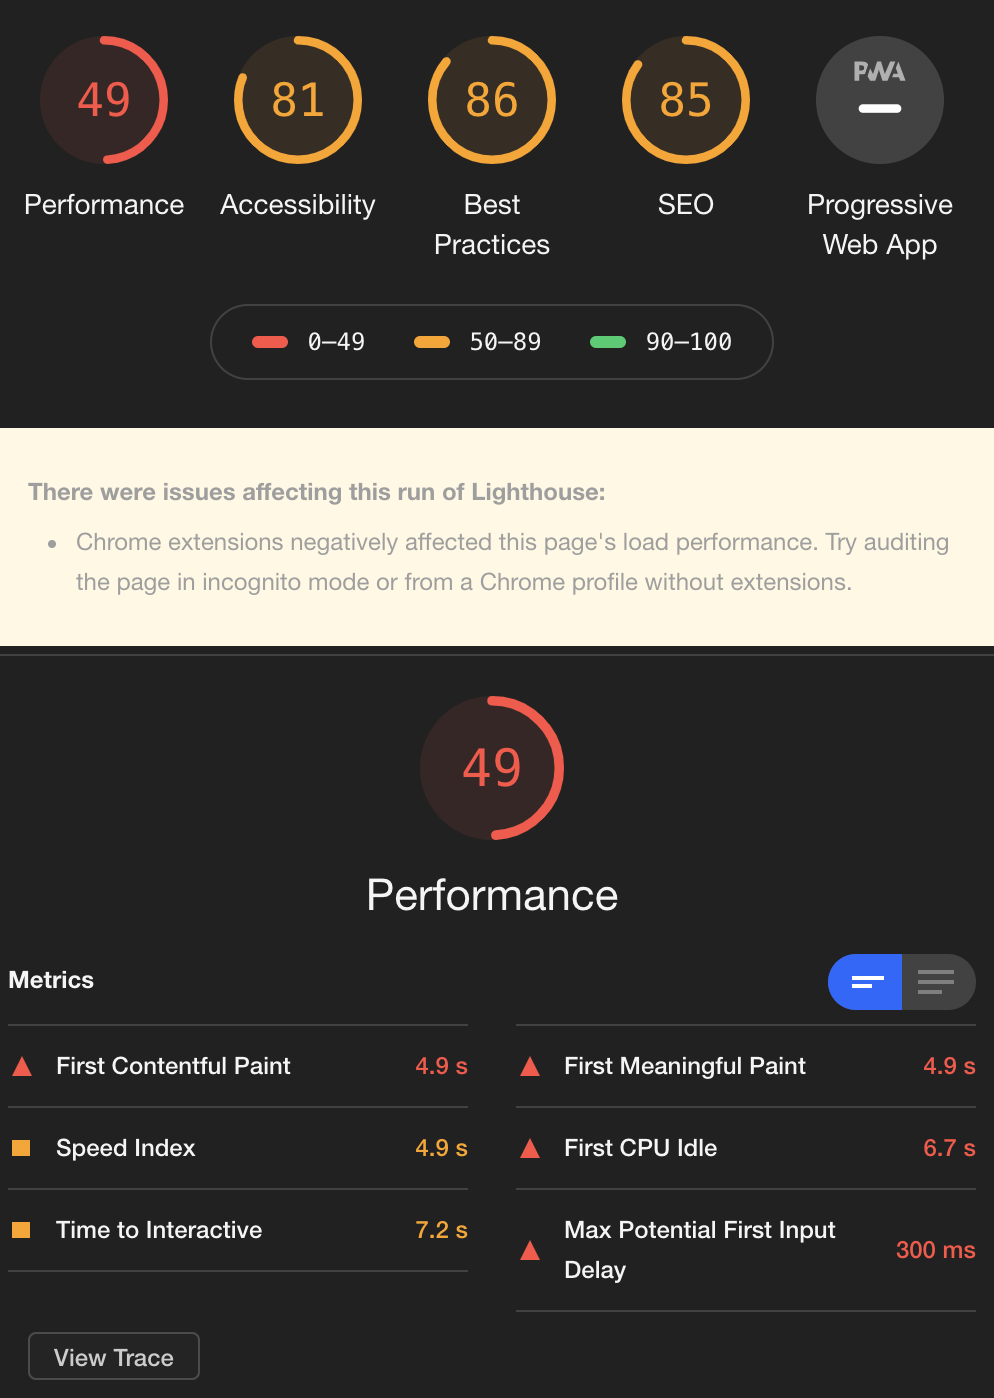 49
81
86
85
PWA
Performance
Accessibility
Best
Practices
SEO
Progressive
Web App
0–49
50–89
90–100
There were issues affecting this run of Lighthouse:
• Chrome extensions negatively affected this page's load performance. Try auditing
the page in incognito mode or from a Chrome profile without extensions.
49
Performance
Metrics
First Contentful Paint 4.9 s
Speed Index 4.9 s
Time to Interactive 7.2 s
First Meaningful Paint 4.9 s
First CPU Idle 6.7 s
Max Potential First Input
Delay
300 ms
View Trace